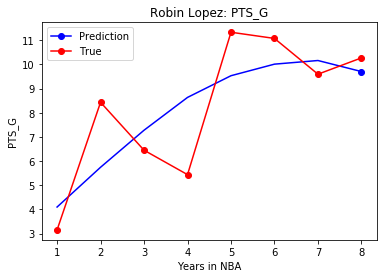 Robin Lopez: PTS_G
Prediction
True
PTS_G
11
10
9
8
7
6
5
4
3
1 2 3 4 5 6 7 8
Years in NBA